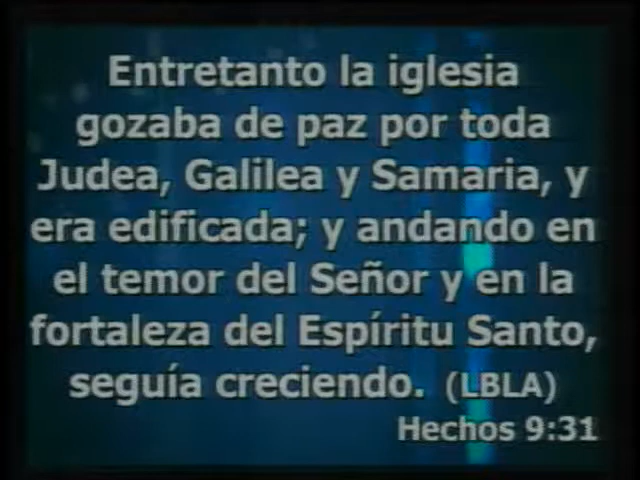 Entretanto la iglesia
gozaba de paz por toda
Judea, Galilea y Samaria, y
era edificada; y andando en
el temor del Señor y en la
fortaleza del Espíritu Santo,
seguía creciendo. (LBLA)
Hechos 9:31